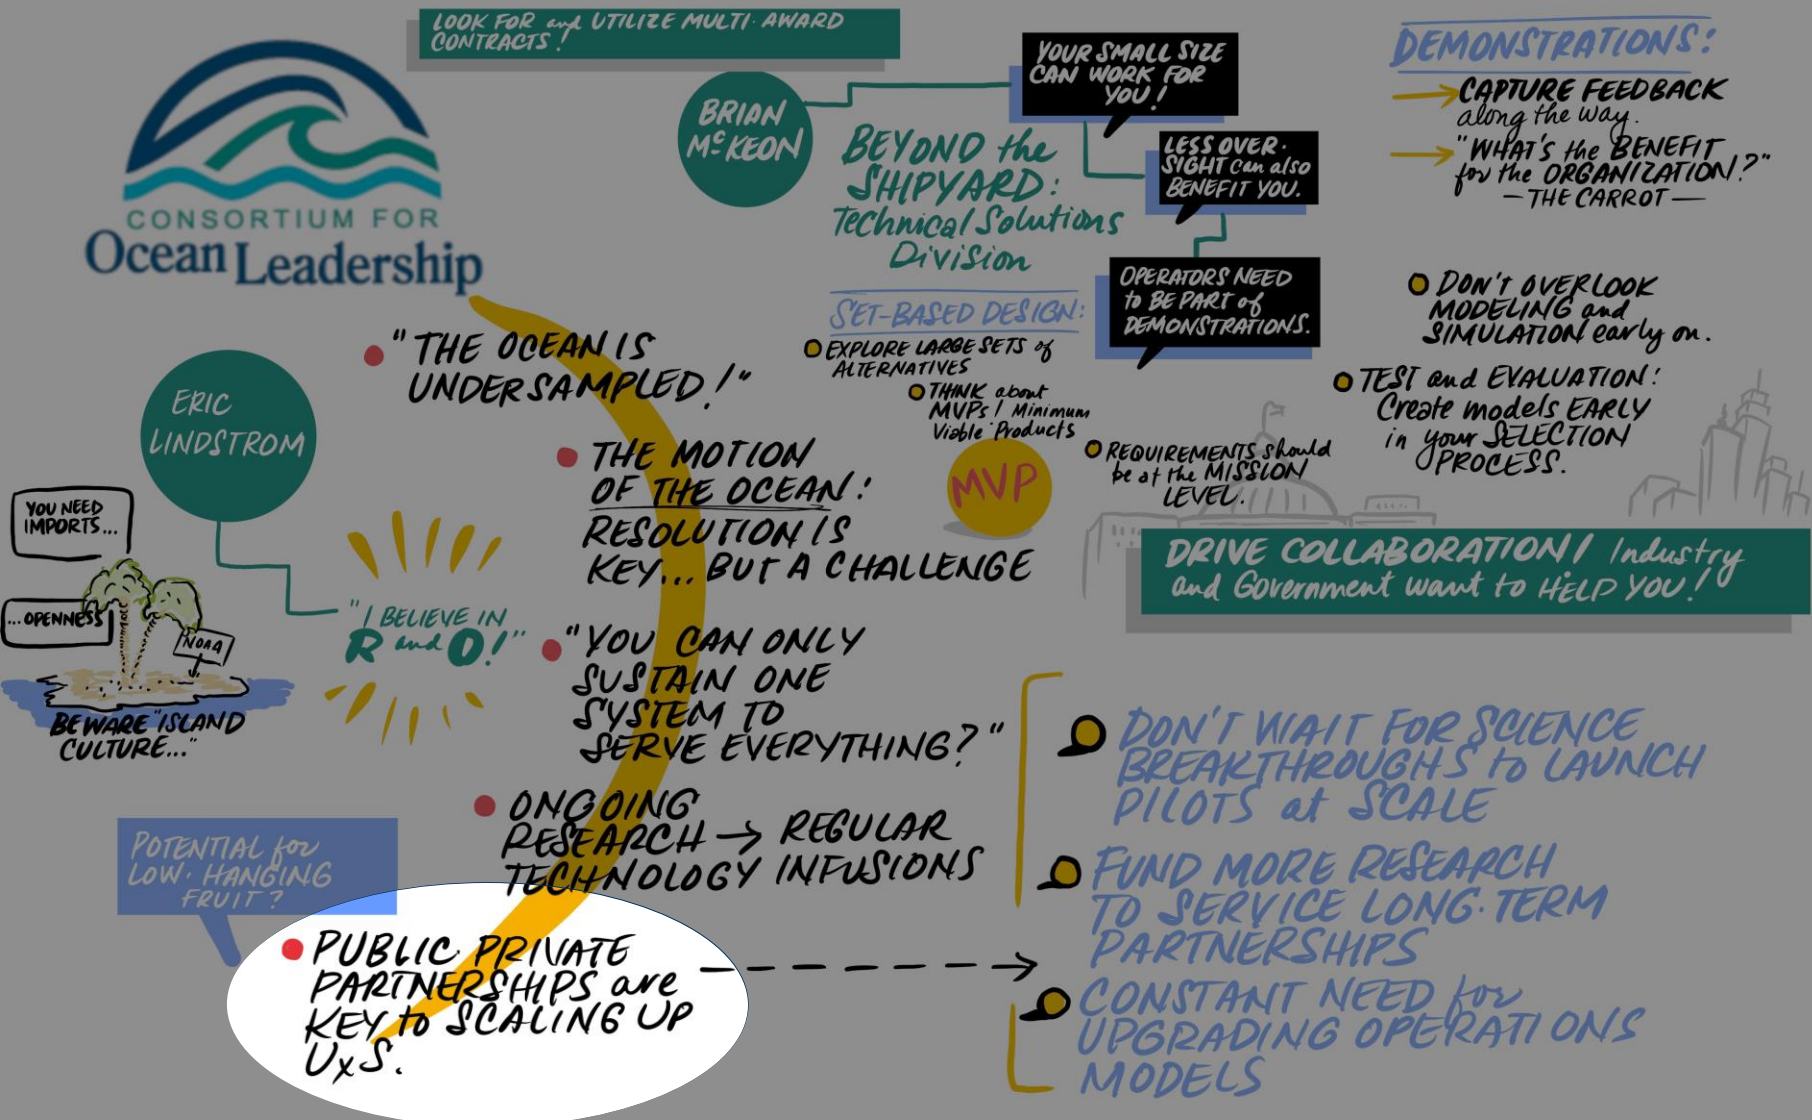 LOOK FOR and UTILIZE MULTI-AWARD
CONTRACTS!
CONSORTIUM FOR
Ocean Leadership
BRIAN
McKEON
BEYOND the
SHIPYARD:
Technical Solutions
Division
YOUR SMALL SIZE
CAN WORK FOR
YOU!
LESS OVER-
SIGHT can also
BENEFIT YOU.
OPERATORS NEED
to BE PART of
DEMONSTRATIONS.
DEMONSTRATIONS:
CAPTURE FEEDBACK
along the way.
"WHAT'S the BENEFIT
for the ORGANIZATION?"
- THE CARROT -
DON'T OVERLOOK
MODELING and
SIMULATION early on.
TEST and EVALUATION:
Create models EARLY
in your SELECTION
PROCESS.
SET-BASED DESIGN:
EXPLORE LARGE SETS of
ALTERNATIVES
THINK about
MVPs! Minimum
Viable Products
MVP
REQUIREMENTS should
be at the MISSION
LEVEL.
DRIVE COLLABORATION! Industry
and Government want to HELP YOU!
ERIC
LINDSTROM
"I BELIEVE IN
R and D!"
YOU NEED
IMPORTS...
...OPENNESS
NOAA
BEWARE "ISLAND
CULTURE..."
"THE OCEAN IS
UNDERSAMPLED!"
THE MOTION
OF THE OCEAN:
RESOLUTION IS
KEY... BUT A CHALLENGE
"YOU CAN ONLY
SUSTAIN ONE
SYSTEM TO
SERVE EVERYTHING?"
ONGOING
RESEARCH → REGULAR
TECHNOLOGY INFUSIONS
POTENTIAL for
LOW-HANGING
FRUIT?
PUBLIC PRIVATE
PARTNERSHIPS are
KEY to SCALING UP
UxS.
DON'T WAIT FOR SCIENCE
BREAKTHROUGHS to LAUNCH
PILOTS at SCALE
FUND MORE RESEARCH
TO SERVICE LONG-TERM
PARTNERSHIPS
CONSTANT NEED for
UPGRADING OPERATIONS
MODELS